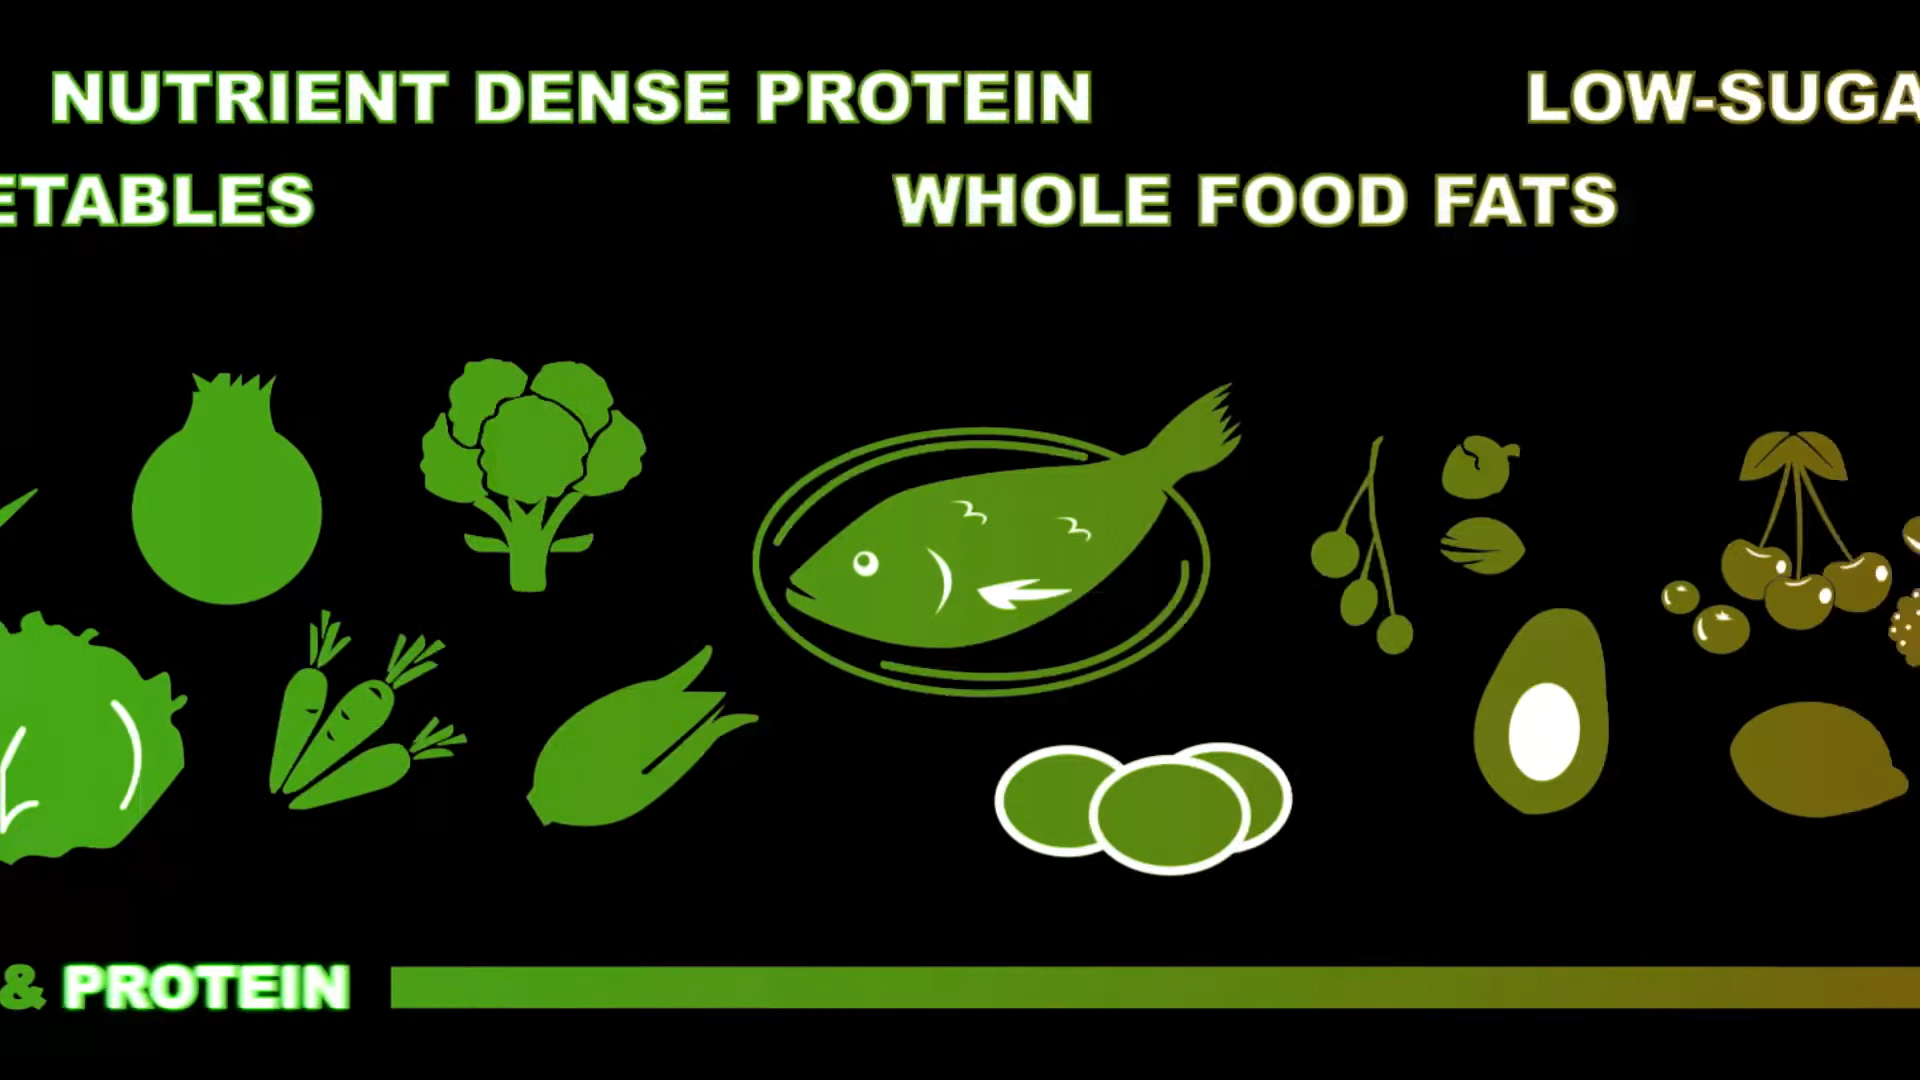 NUTRIENT DENSE PROTEIN
LOW-SUGA
ETABLES
WHOLE FOOD FATS
& PROTEIN